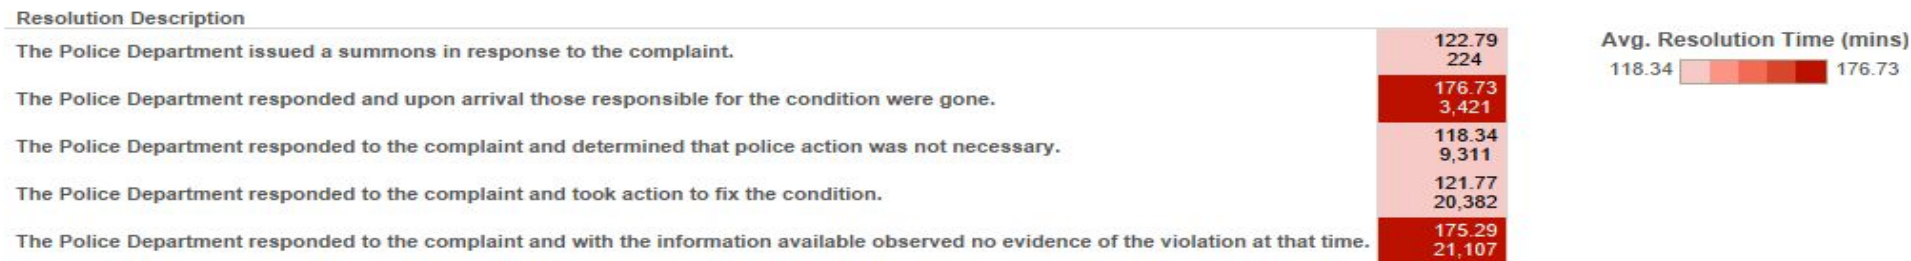 Resolution Description
The Police Department issued a summons in response to the complaint.
122.79
224
The Police Department responded and upon arrival those responsible for the condition were gone.
176.73
3,421
The Police Department responded to the complaint and determined that police action was not necessary.
118.34
9,311
The Police Department responded to the complaint and took action to fix the condition.
121.77
20,382
The Police Department responded to the complaint and with the information available observed no evidence of the violation at that time.
175.29
21,107
Avg. Resolution Time (mins)
118.34 176.73